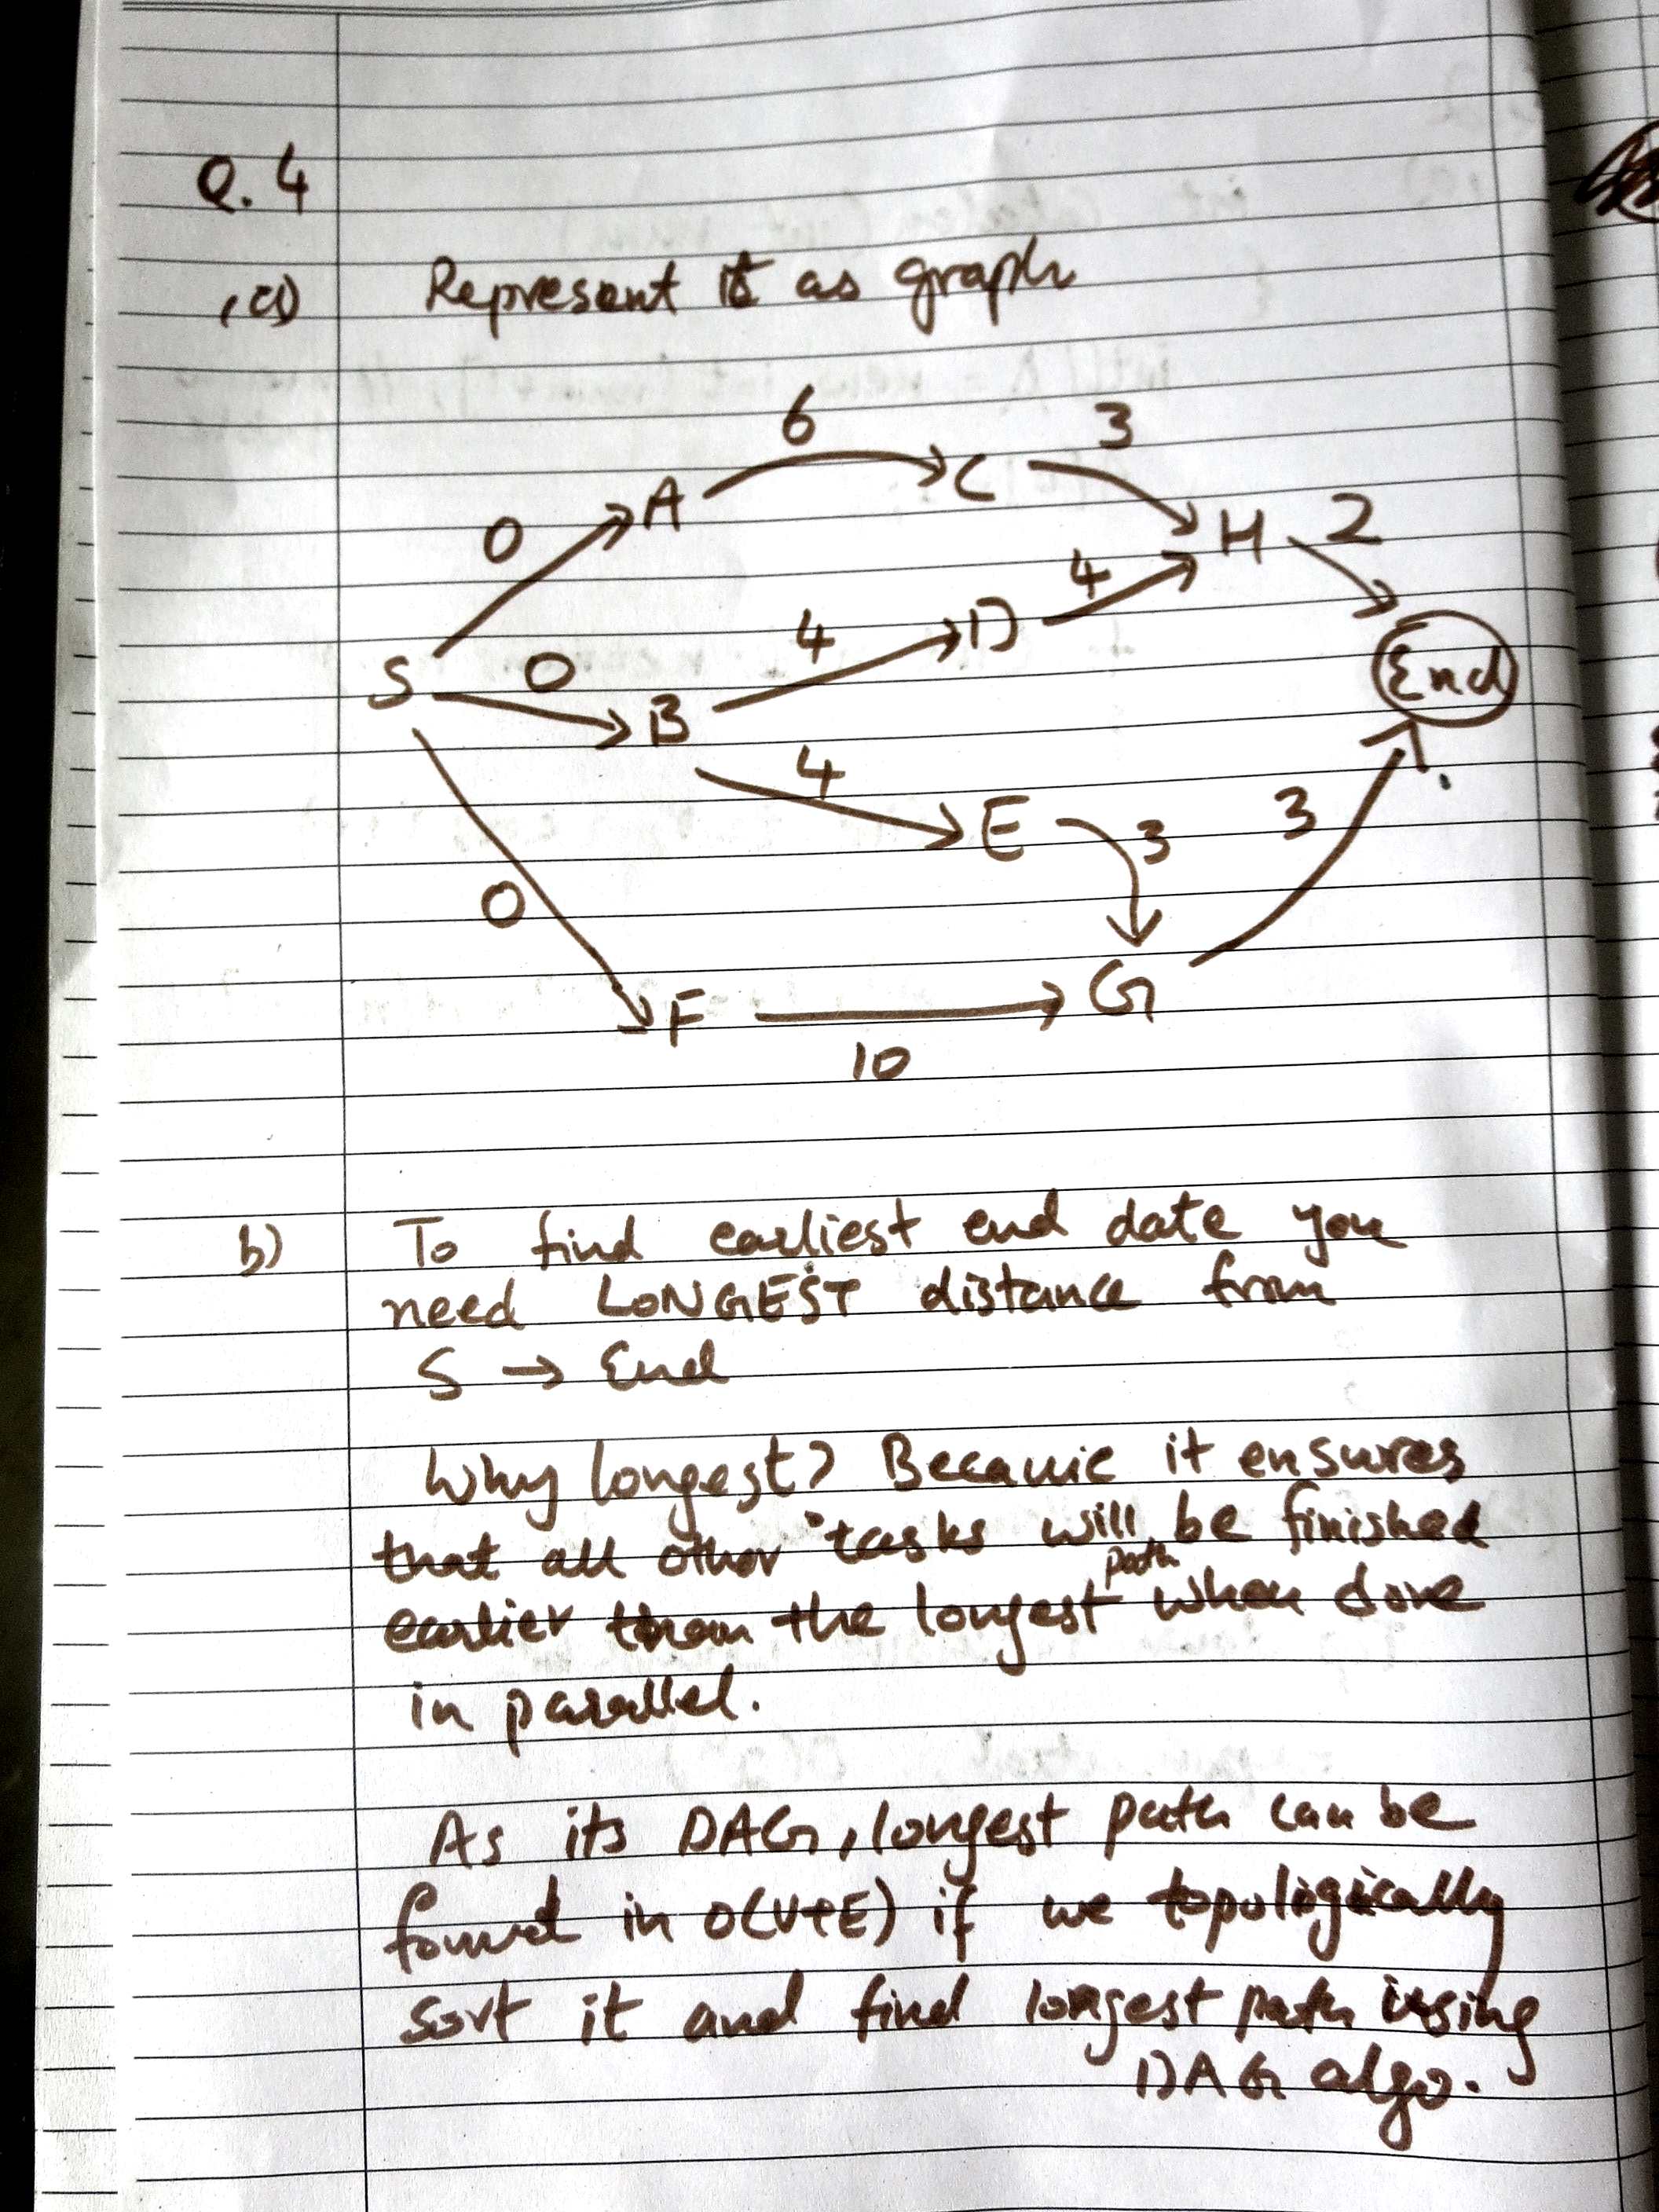 Q.4
(a) Represent it as graph
6 3
A C
0 H 2
4
D
4
S 0 End
B
4
E 3 3
0
F G
10
b) To find earliest end date you
need LONGEST distance from
S → End
Why longest? Because it ensures
that all other tasks will be finished
earlier than the longest path when done
in parallel.
As its DAG, longest path can be
found in O(V+E) if we topologically
sort it and find longest path using
DAG algo.